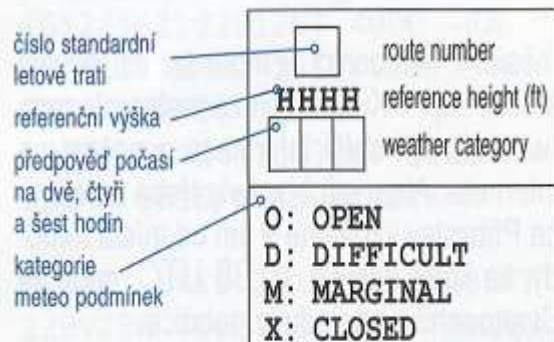 číslo standardní
letové trati
referenční výška
předpověď počasí
na dvě, čtyři
a šest hodin
kategorie
meteo podmínek
route number
HHHH reference height (ft)
weather category
O: OPEN
D: DIFFICULT
M: MARGINAL
X: CLOSED